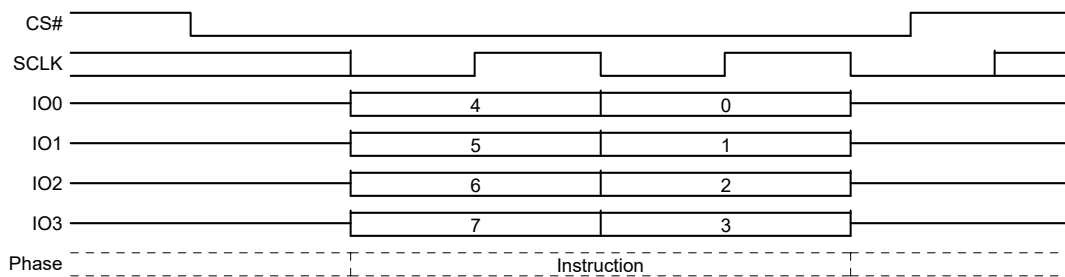 CS#
SCLK
IO0 4 0
IO1 5 1
IO2 6 2
IO3 7 3
Phase Instruction